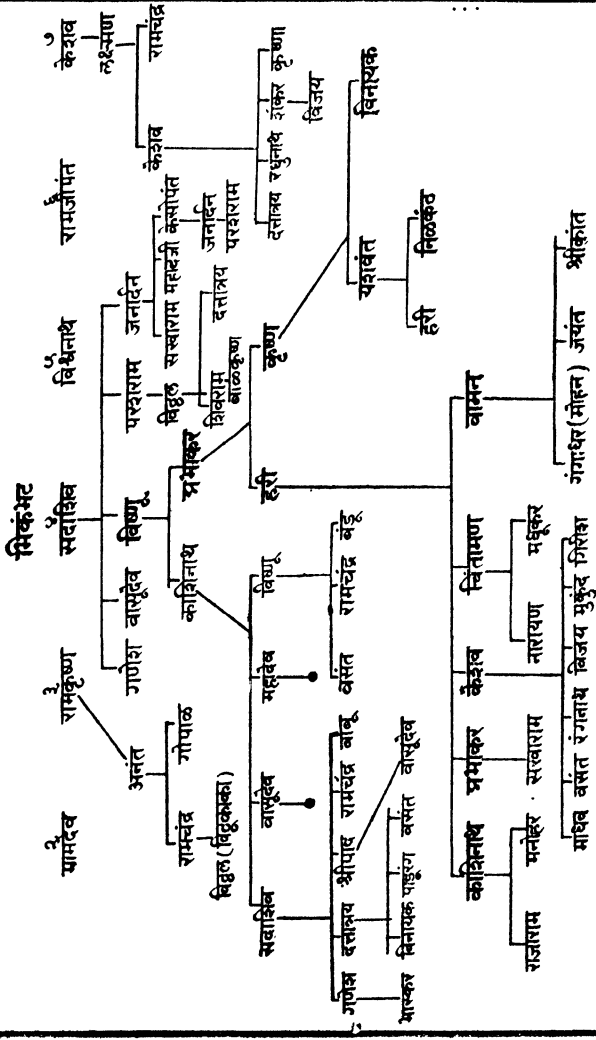 भिकंभट
ग्रामदेव रामकृष्ण सदाशिव विश्वनाथ रामजीपंत केशव
लक्ष्मण
केशव रामचंद्र
दत्तात्रय रघुनाथ शंकर कृष्णा
विजय
अनंत
रामचंद्र गोपाळ
विठ्ठल (विठूकाका)
गणेश वासूदेव विष्णू परशराम जनार्दन
विठ्ठल सखाराम महादजी केसोपंत
जनार्दन
परशराम
शिवराम दत्तात्रय
बाळकृष्ण
काशिनाथ प्रभाकर
सदाशिव वासूदेव महादेव विष्णू हरी कृष्ण
यशवंत विनायक
हरी निळकंठ
गणेश दत्तात्रय श्रीपाद रामचंद्र बाबू वसंत रामचंद्र बंडू
भास्कर विनायक पाडूरंग वसंत वासूदेव
काशिनाथ प्रभाकर केशव चिंतामण वामन
राजाराम मनोहर सखाराम नारायण मधूकर गंगाधर (मोहन) जयंत श्रीकांत
माधव वसंत रंगनाथ विजय मुकुंद गिरीश